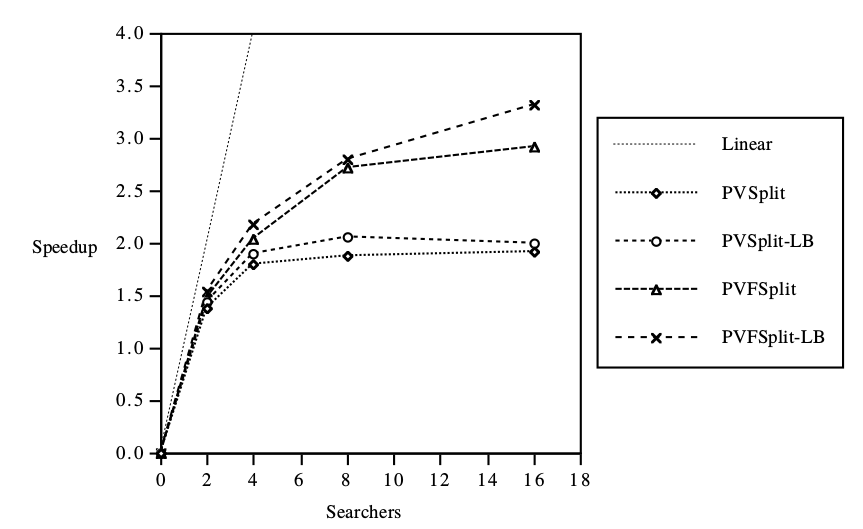 4.0
3.5
3.0
2.5
2.0
1.5
1.0
0.5
0.0
Speedup
0 2 4 6 8 10 12 14 16 18
Searchers
Linear
PVSplit
PVSplit-LB
PVFSplit
PVFSplit-LB